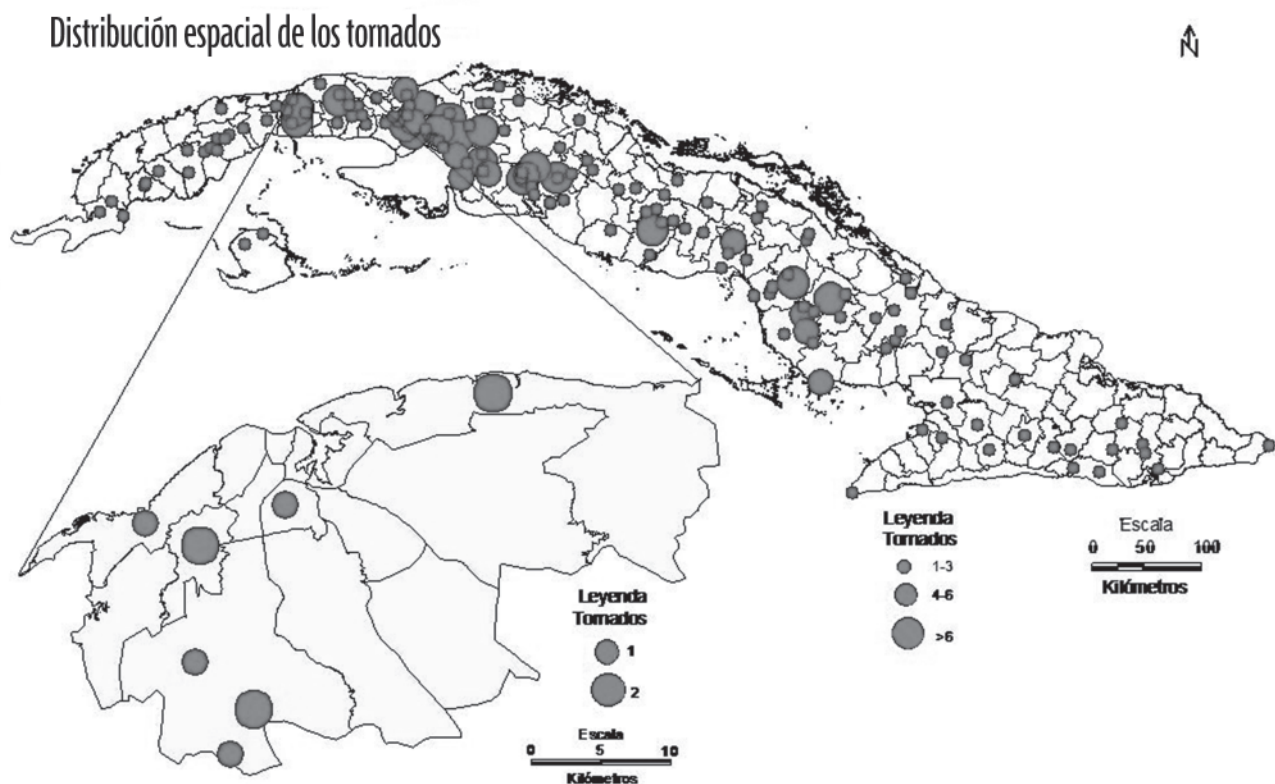 Distribución espacial de los tornados
N
Leyenda
Tornados
1-3
4-6
>6
Escala
0 50 100
Kilómetros
Leyenda
Tornados
1
2
Escala
0 5 10
Kilómetros